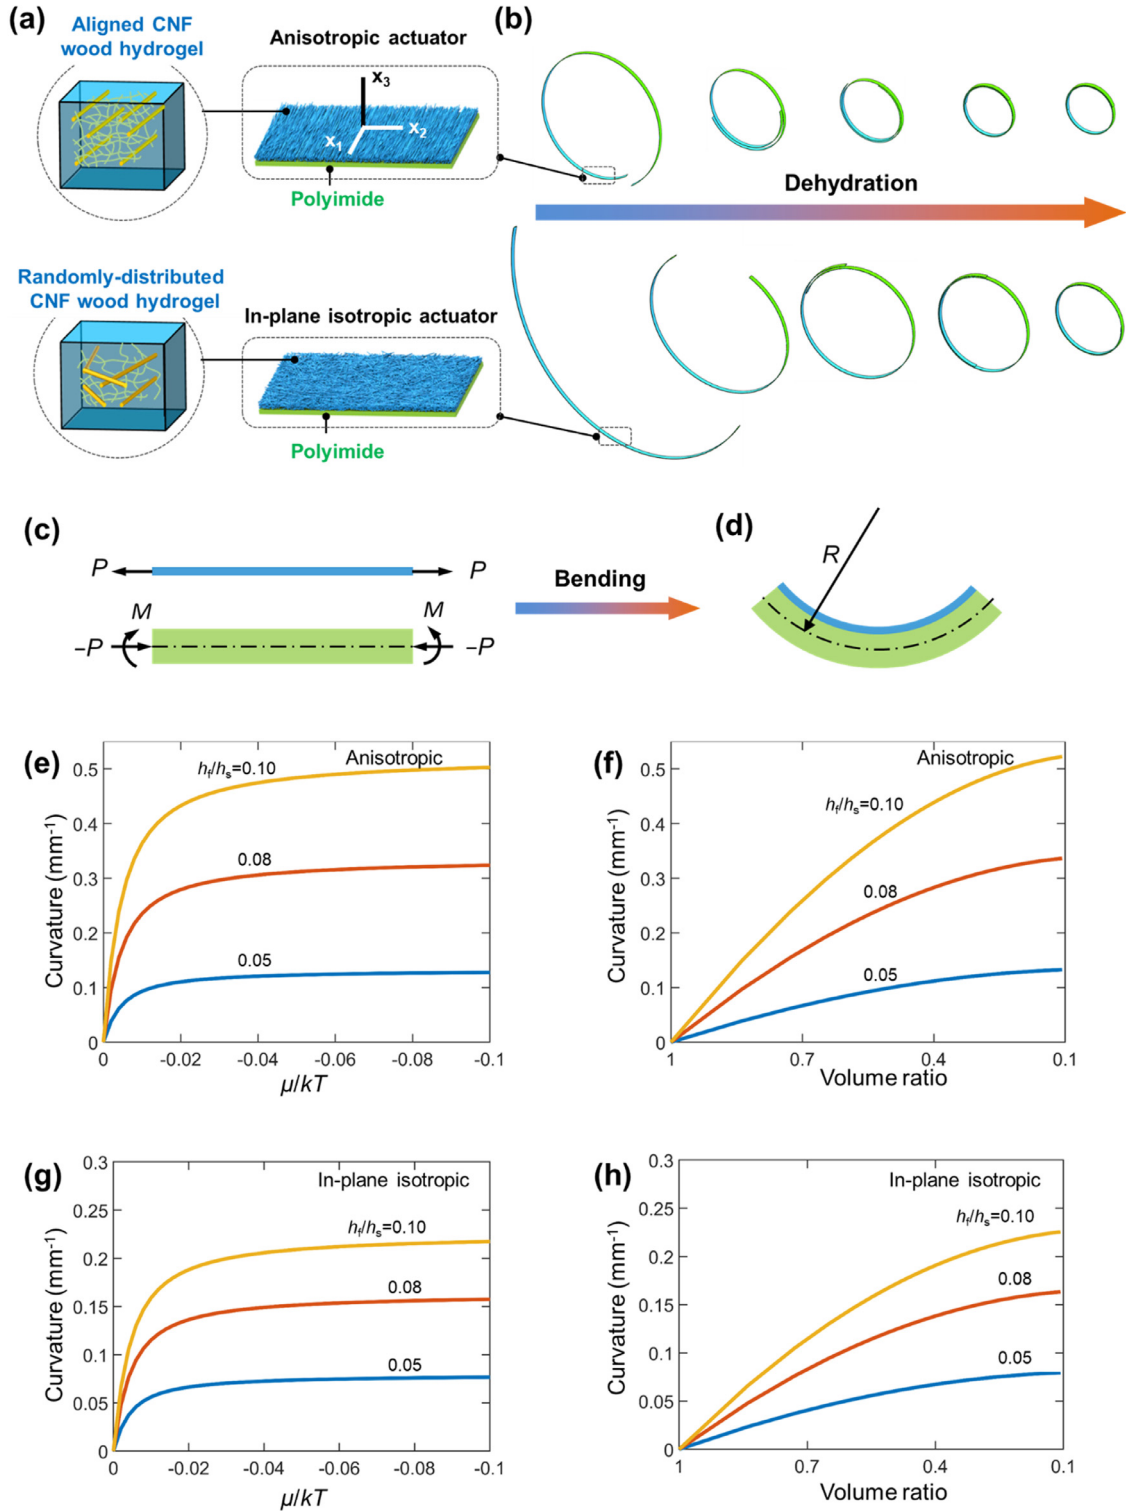 (a)
Aligned CNF
wood hydrogel
Anisotropic actuator
x3
x2
x1
Polyimide
(b)
Dehydration
Randomly-distributed
CNF wood hydrogel
In-plane isotropic actuator
Polyimide
(c)
P
P
M
M
–P
–P
Bending
(d)
R
(e)
Anisotropic
hf/hs=0.10
0.08
0.05
Curvature (mm-1)
0.5
0.4
0.3
0.2
0.1
0
0 -0.02 -0.04 -0.06 -0.08 -0.1
μ/kT
(f)
Anisotropic
hf/hs=0.10
0.08
0.05
Curvature (mm-1)
0.5
0.4
0.3
0.2
0.1
0
1 0.7 0.4 0.1
Volume ratio
(g)
In-plane isotropic
hf/hs=0.10
0.08
0.05
Curvature (mm-1)
0.3
0.25
0.2
0.15
0.1
0.05
0
0 -0.02 -0.04 -0.06 -0.08 -0.1
μ/kT
(h)
In-plane isotropic
hf/hs=0.10
0.08
0.05
Curvature (mm-1)
0.3
0.25
0.2
0.15
0.1
0.05
0
1 0.7 0.4 0.1
Volume ratio